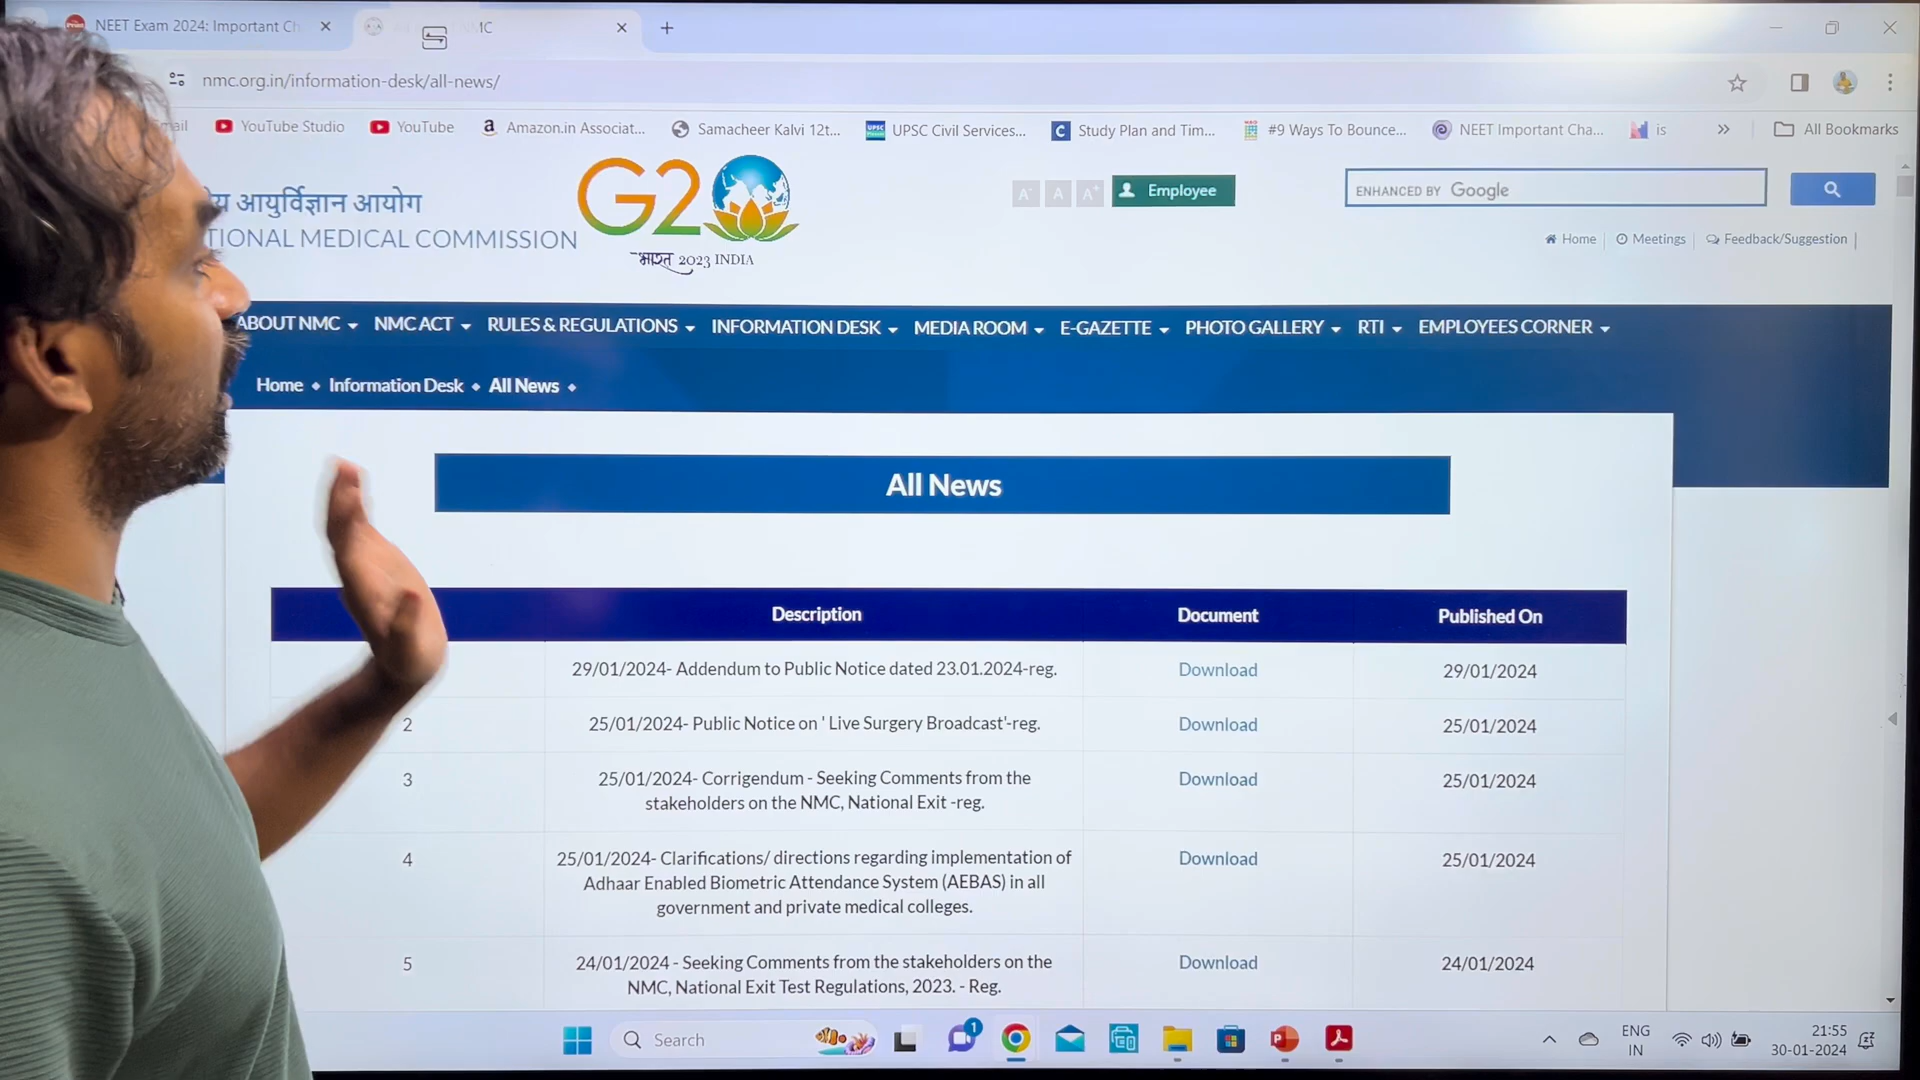 NEET Exam 2024: Important Ch
MC
nmc.org.in/information-desk/all-news/
mail
YouTube Studio
YouTube
Amazon.in Associat...
Samacheer Kalvi 12t...
UPSC Civil Services...
Study Plan and Tim...
#9 Ways To Bounce...
NEET Important Cha...
is
All Bookmarks
य आयुर्विज्ञान आयोग
TIONAL MEDICAL COMMISSION
G20
भारत 2023 INDIA
A-
A
A+
Employee
ENHANCED BY Google
Home
Meetings
Feedback/Suggestion
ABOUT NMC
NMC ACT
RULES & REGULATIONS
INFORMATION DESK
MEDIA ROOM
E-GAZETTE
PHOTO GALLERY
RTI
EMPLOYEES CORNER
Home
Information Desk
All News
All News
Description
Document
Published On
29/01/2024- Addendum to Public Notice dated 23.01.2024-reg.
Download
29/01/2024
2
25/01/2024- Public Notice on ' Live Surgery Broadcast'-reg.
Download
25/01/2024
3
25/01/2024- Corrigendum - Seeking Comments from the
stakeholders on the NMC, National Exit -reg.
Download
25/01/2024
4
25/01/2024- Clarifications/ directions regarding implementation of
Adhaar Enabled Biometric Attendance System (AEBAS) in all
government and private medical colleges.
Download
25/01/2024
5
24/01/2024 - Seeking Comments from the stakeholders on the
NMC, National Exit Test Regulations, 2023. - Reg.
Download
24/01/2024
Search
1
ENG
IN
21:55
30-01-2024